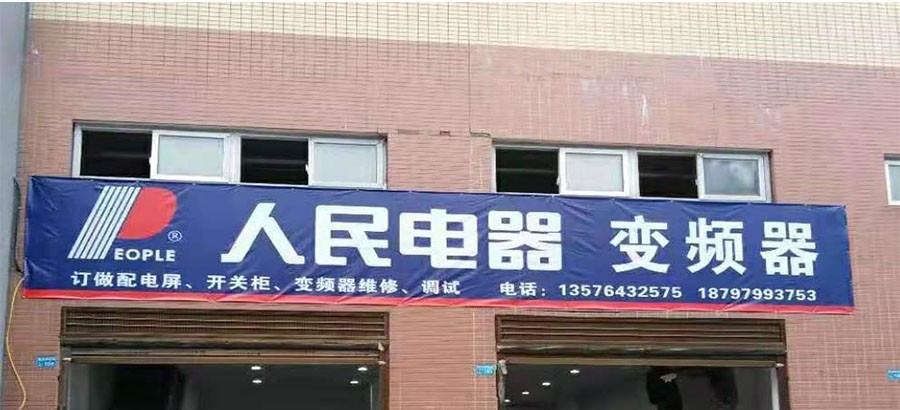 PEOPLE ® 人民电器 变频器
订做配电屏、开关柜、变频器维修、调试 电话：13576432575 18797993753